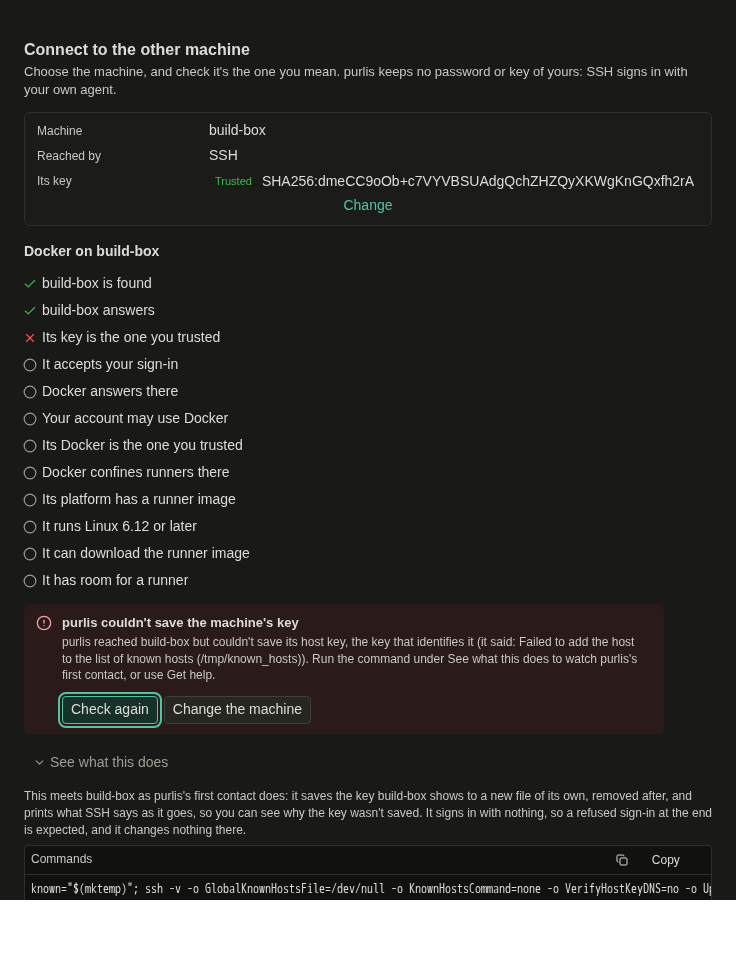 Connect to the other machine
Choose the machine, and check it's the one you mean. purlis keeps no password or key of yours: SSH signs in with
your own agent.
Machine build-box
Reached by SSH
Its key Trusted SHA256:dmeCC9oOb+c7VYVBSUAdgQchZHZQyXKWgKnGQxfh2rA
Change
Docker on build-box
build-box is found
build-box answers
Its key is the one you trusted
It accepts your sign-in
Docker answers there
Your account may use Docker
Its Docker is the one you trusted
Docker confines runners there
Its platform has a runner image
It runs Linux 6.12 or later
It can download the runner image
It has room for a runner
purlis couldn't save the machine's key
purlis reached build-box but couldn't save its host key, the key that identifies it (it said: Failed to add the host
to the list of known hosts (/tmp/known_hosts)). Run the command under See what this does to watch purlis's
first contact, or use Get help.
Check again Change the machine
See what this does
This meets build-box as purlis's first contact does: it saves the key build-box shows to a new file of its own, removed after, and
prints what SSH says as it goes, so you can see why the key wasn't saved. It signs in with nothing, so a refused sign-in at the end
is expected, and it changes nothing there.
Commands Copy
known="$(mktemp)"; ssh -v -o GlobalKnownHostsFile=/dev/null -o KnownHostsCommand=none -o VerifyHostKeyDNS=no -o Up